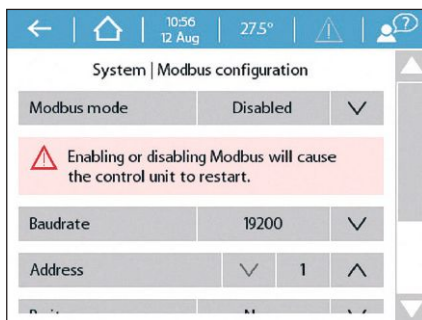 10:56
12 Aug
27.5°
?
System | Modbus configuration
Modbus mode Disabled
Enabling or disabling Modbus will cause
the control unit to restart.
Baudrate 19200
Address 1